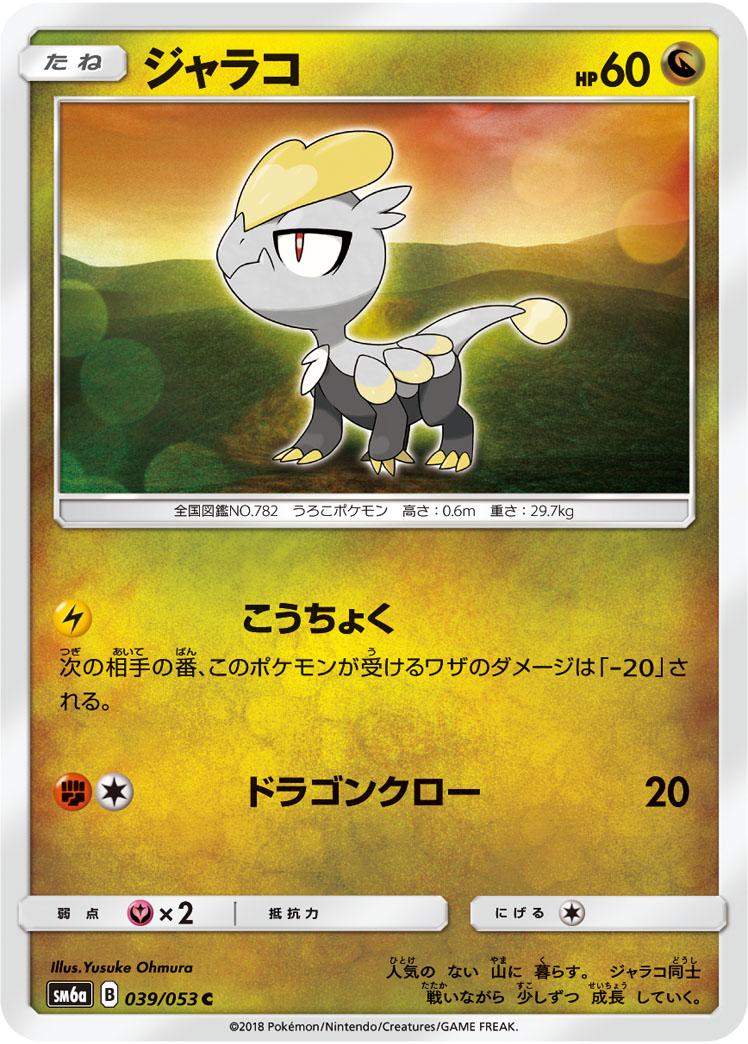 たね ジャラコ HP60
全国図鑑NO.782 うろこポケモン 高さ:0.6m 重さ:29.7kg
こうちょく
次の相手の番、このポケモンが受けるワザのダメージは「-20」さ
れる。
ドラゴンクロー 20
弱点 ×2 抵抗力 にげる
Illus.Yusuke Ohmura
人気の ない 山に 暮らす。 ジャラコ同士
戦いながら 少しずつ 成長 していく。
SM6a B 039/053 C
©2018 Pokémon/Nintendo/Creatures/GAME FREAK.